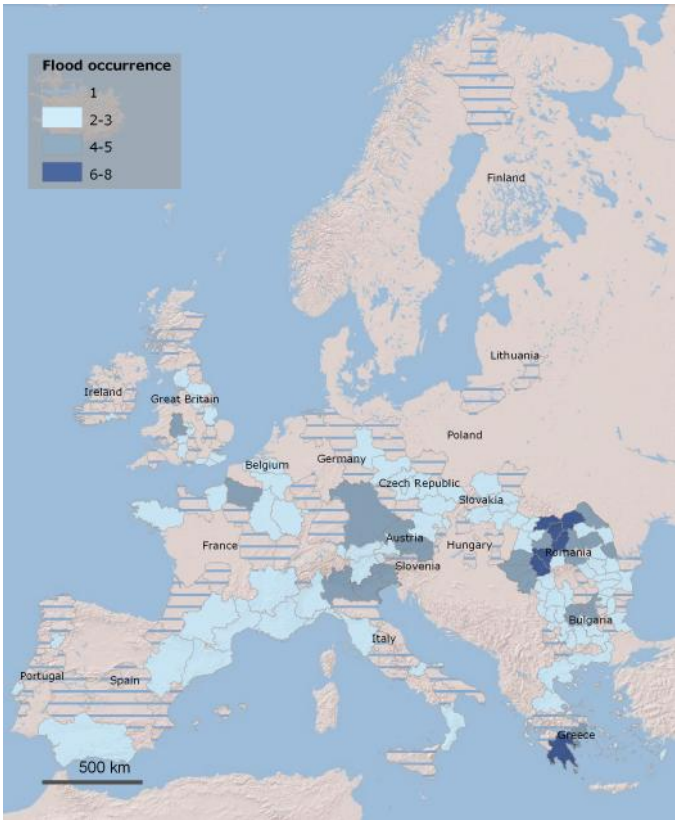 Flood occurrence
1
2-3
4-5
6-8
Finland
Lithuania
Ireland
Great Britain
Poland
Belgium
Germany
Czech Republic
Slovakia
Austria
France
Hungary
Romania
Slovenia
Bulgaria
Italy
Portugal
Spain
Greece
500 km